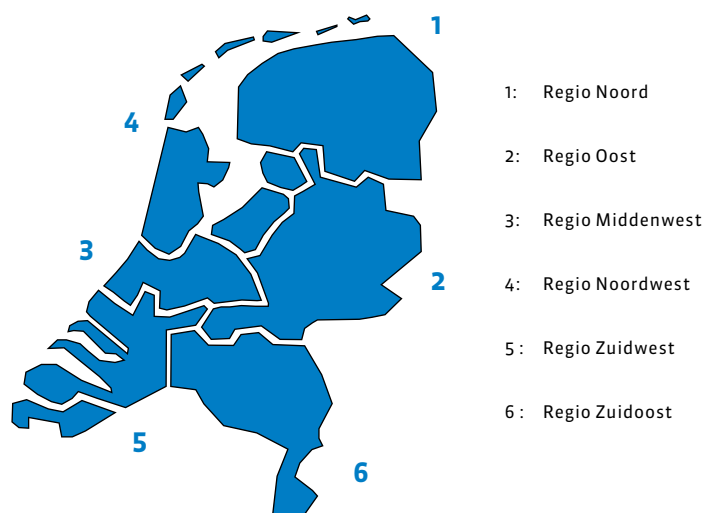 1
4
3
2
5
6
1: Regio Noord
2: Regio Oost
3: Regio Middenwest
4: Regio Noordwest
5: Regio Zuidwest
6: Regio Zuidoost